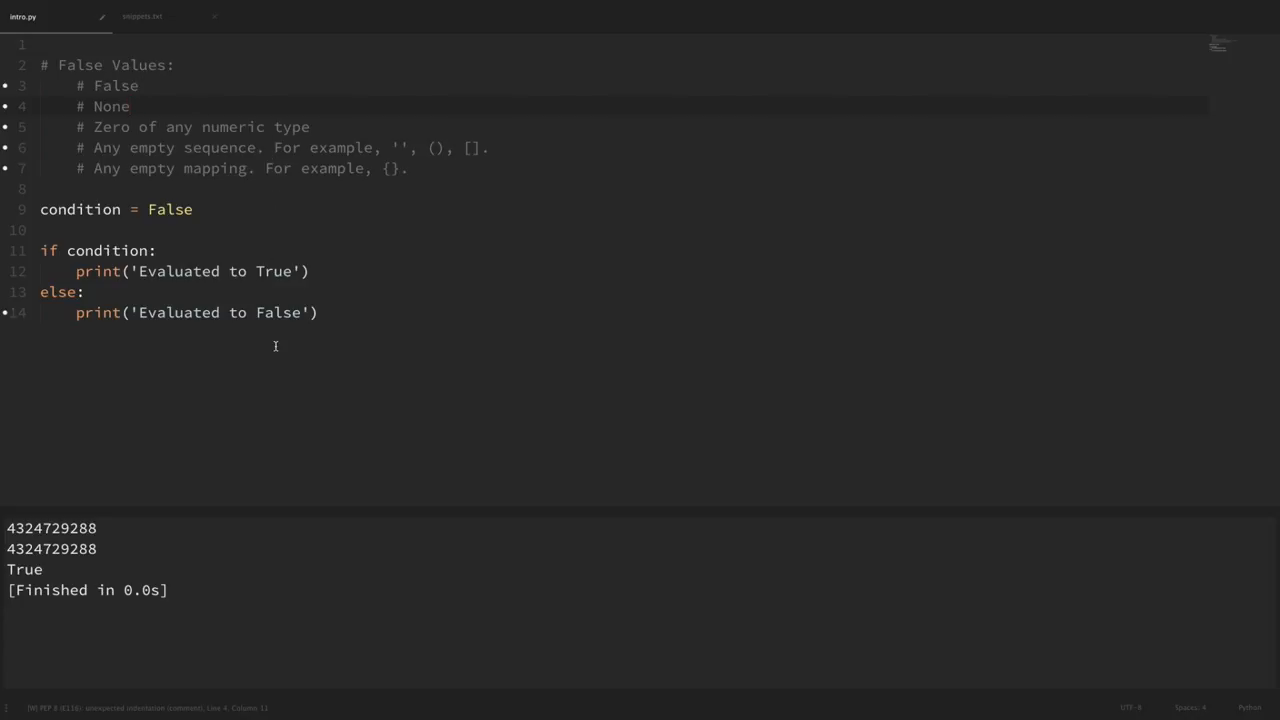 intro.py
snippets.txt
1
2 # False Values:
3 # False
4 # None
5 # Zero of any numeric type
6 # Any empty sequence. For example, '', (), [].
7 # Any empty mapping. For example, {}.
8
9 condition = False
10
11 if condition:
12 print('Evaluated to True')
13 else:
14 print('Evaluated to False')
4324729288
4324729288
True
[Finished in 0.0s]
[W] PEP 8 (E116): unexpected indentation (comment), Line 4, Column 11
UTF-8
Spaces: 4
Python